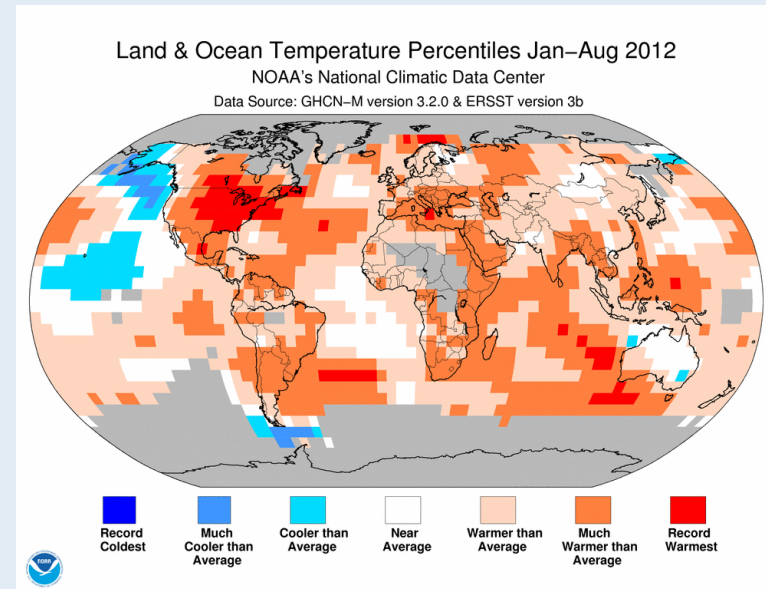 Land & Ocean Temperature Percentiles Jan–Aug 2012
NOAA's National Climatic Data Center
Data Source: GHCN–M version 3.2.0 & ERSST version 3b
Record
Coldest
Much
Cooler than
Average
Cooler than
Average
Near
Average
Warmer than
Average
Much
Warmer than
Average
Record
Warmest
NOAA